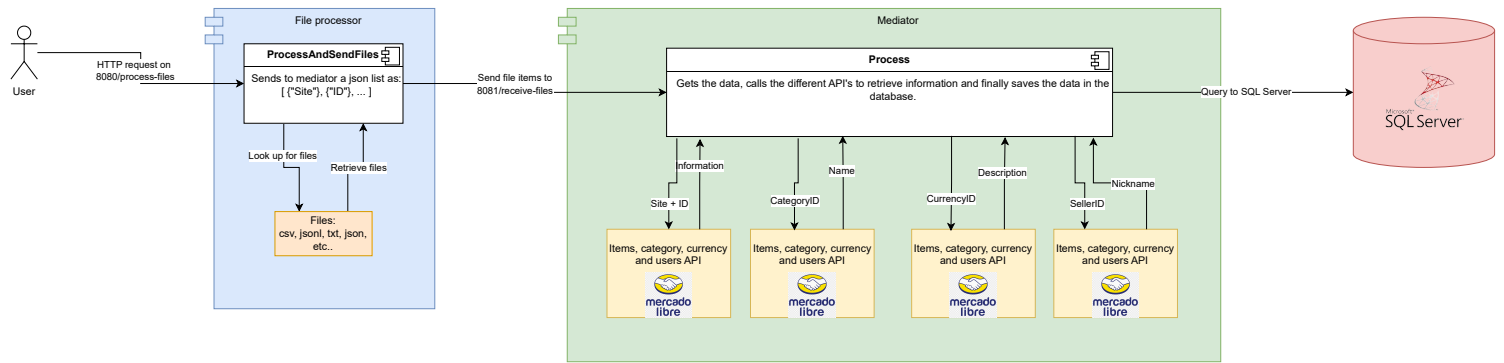 File processor
Mediator
ProcessAndSendFiles
Sends to mediator a json list as:
[ {"Site"}, {"ID"}, ... ]
HTTP request on
8080/process-files
User
Look up for files
Retrieve files
Files:
csv, jsonl, txt, json,
etc..
Send file items to
8081/receive-files
Process
Gets the data, calls the different API's to retrieve information and finally saves the data in the
database.
Query to SQL Server
Microsoft
SQL Server
Information
Site + ID
Name
CategoryID
Description
CurrencyID
Nickname
SellerID
Items, category, currency
and users API
mercado
libre
Items, category, currency
and users API
mercado
libre
Items, category, currency
and users API
mercado
libre
Items, category, currency
and users API
mercado
libre